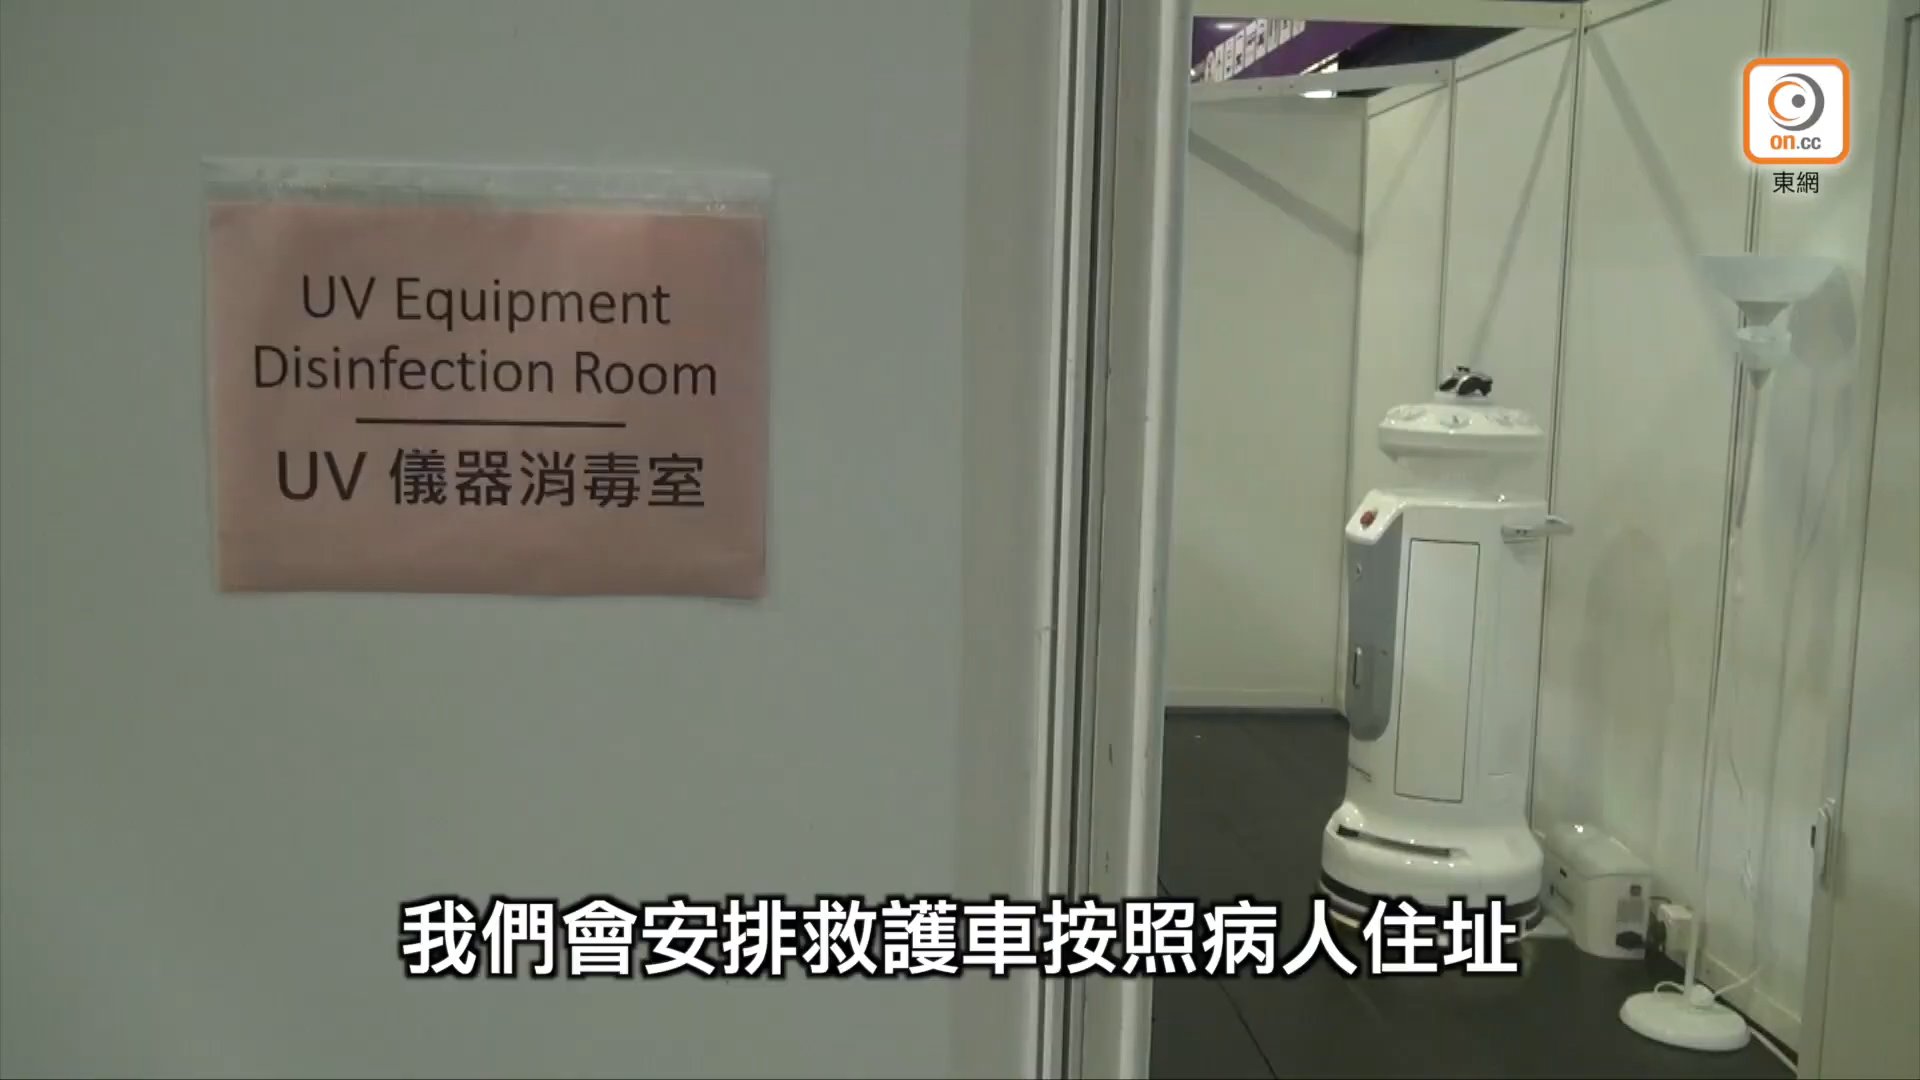 UV Equipment
Disinfection Room
UV 儀器消毒室
on.cc
東網
我們會安排救護車按照病人住址